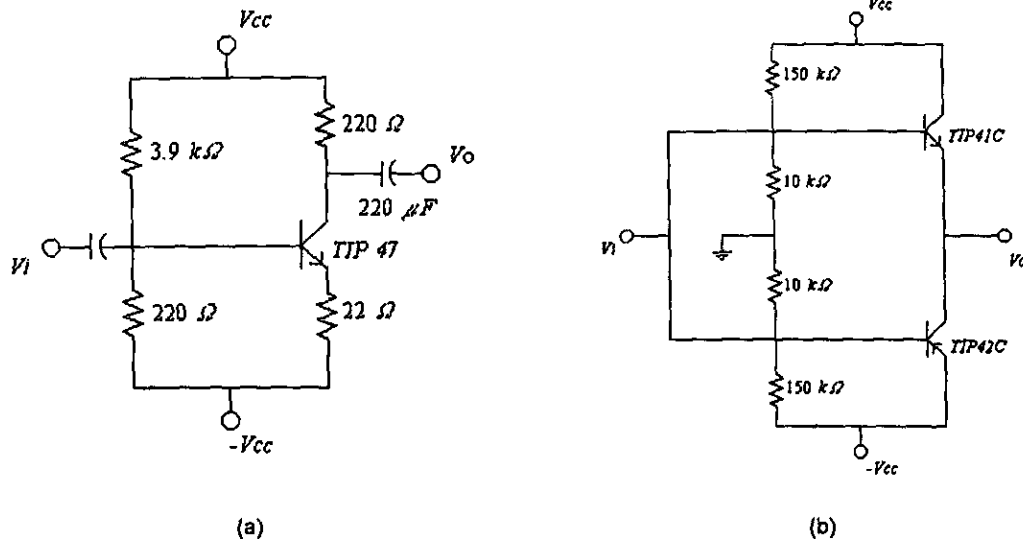 Vcc
220 Ω
3.9 kΩ
Vo
220 μF
Vi
TIP 47
220 Ω
22 Ω
-Vcc
(a)
Vcc
150 kΩ
TIP41C
10 kΩ
Vi
Vo
10 kΩ
TIP42C
150 kΩ
-Vcc
(b)